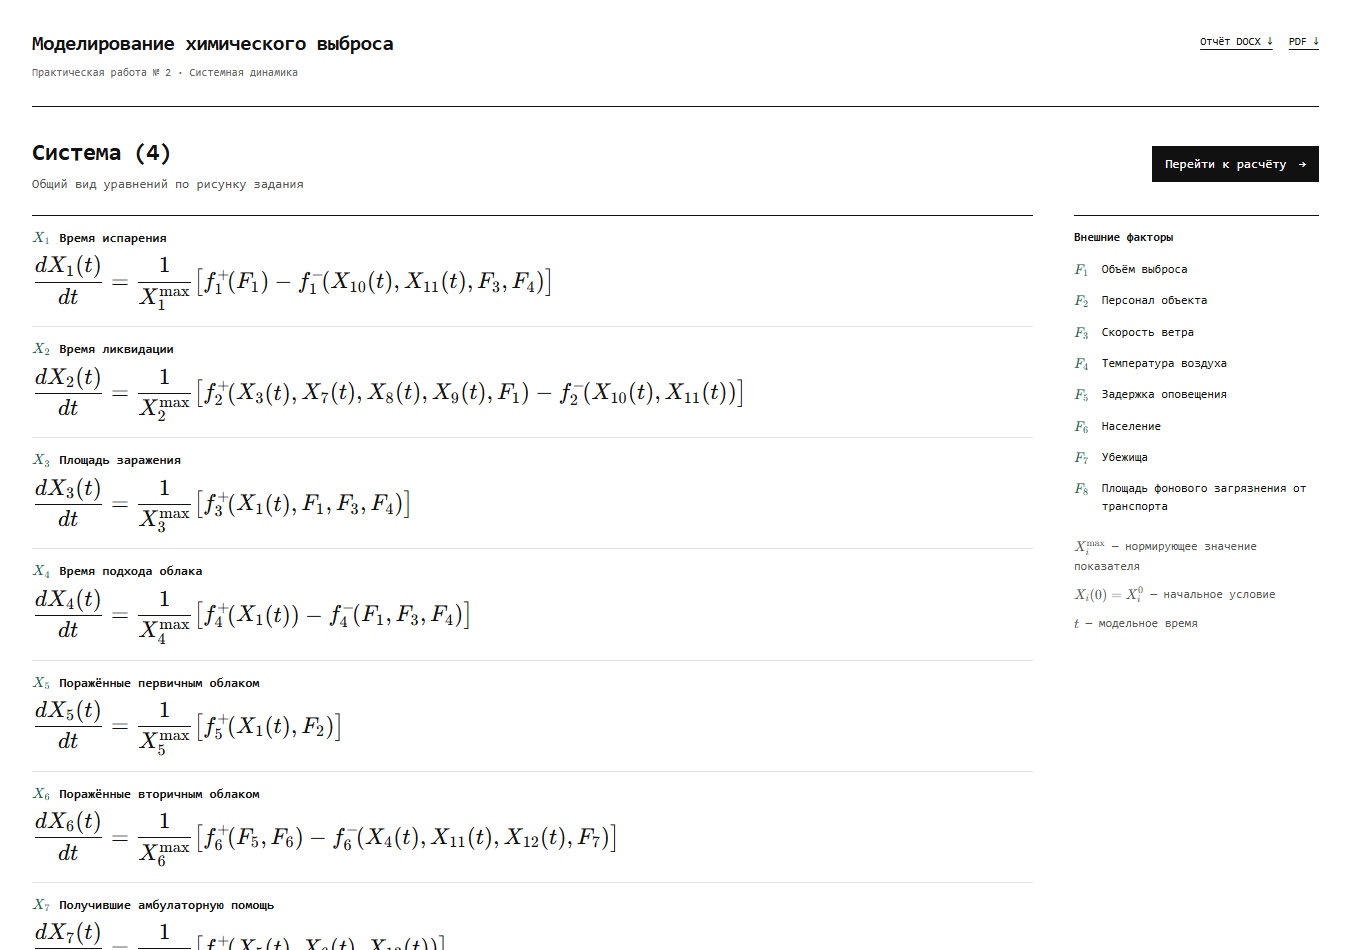 Моделирование химического выброса
Отчёт DOCX ↓ PDF ↓
Практическая работа № 2 · Системная динамика
Система (4)
Общий вид уравнений по рисунку задания
Перейти к расчёту →
X₁ Время испарения
dX₁(t)/dt = 1/X₁^max [f₁⁺(F₁) − f₁⁻(X₁₀(t), X₁₁(t), F₃, F₄)]
X₂ Время ликвидации
dX₂(t)/dt = 1/X₂^max [f₂⁺(X₃(t), X₇(t), X₈(t), X₉(t), F₁) − f₂⁻(X₁₀(t), X₁₁(t))]
X₃ Площадь заражения
dX₃(t)/dt = 1/X₃^max [f₃⁺(X₁(t), F₁, F₃, F₄)]
X₄ Время подхода облака
dX₄(t)/dt = 1/X₄^max [f₄⁺(X₁(t)) − f₄⁻(F₁, F₃, F₄)]
X₅ Поражённые первичным облаком
dX₅(t)/dt = 1/X₅^max [f₅⁺(X₁(t), F₂)]
X₆ Поражённые вторичным облаком
dX₆(t)/dt = 1/X₆^max [f₆⁺(F₅, F₆) − f₆⁻(X₄(t), X₁₁(t), X₁₂(t), F₇)]
X₇ Получившие амбулаторную помощь
dX₇(t) = 1
Внешние факторы
F₁ Объём выброса
F₂ Персонал объекта
F₃ Скорость ветра
F₄ Температура воздуха
F₅ Задержка оповещения
F₆ Население
F₇ Убежища
F₈ Площадь фонового загрязнения от
транспорта
Xᵢ^max — нормирующее значение
показателя
Xᵢ(0) = Xᵢ⁰ — начальное условие
t — модельное время